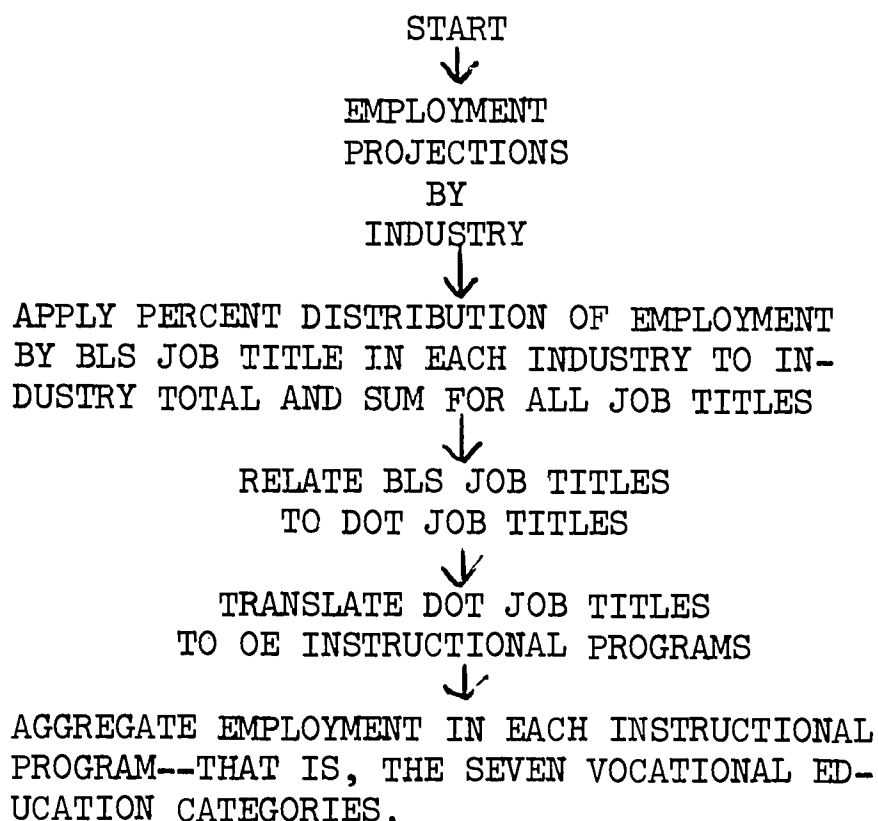 START
EMPLOYMENT
PROJECTIONS
BY
INDUSTRY
APPLY PERCENT DISTRIBUTION OF EMPLOYMENT
BY BLS JOB TITLE IN EACH INDUSTRY TO IN-
DUSTRY TOTAL AND SUM FOR ALL JOB TITLES
RELATE BLS JOB TITLES
TO DOT JOB TITLES
TRANSLATE DOT JOB TITLES
TO OE INSTRUCTIONAL PROGRAMS
AGGREGATE EMPLOYMENT IN EACH INSTRUCTIONAL
PROGRAM--THAT IS, THE SEVEN VOCATIONAL ED-
UCATION CATEGORIES.